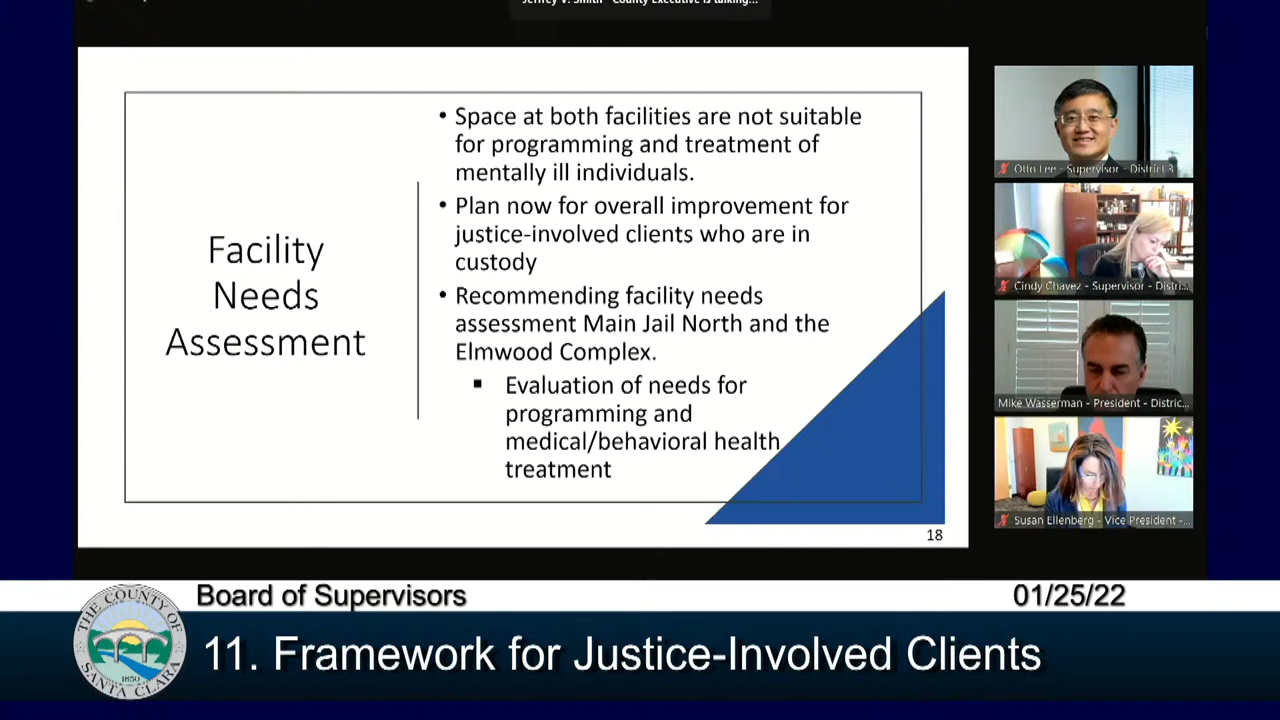 Jeffrey V. Smith - County Executive is talking...
Facility
Needs
Assessment
• Space at both facilities are not suitable
for programming and treatment of
mentally ill individuals.
• Plan now for overall improvement for
justice-involved clients who are in
custody
• Recommending facility needs
assessment Main Jail North and the
Elmwood Complex.
▪ Evaluation of needs for
programming and
medical/behavioral health
treatment
18
Otto Lee - Supervisor - District 3
Cindy Chavez - Supervisor - Distri...
Mike Wasserman - President - Distric...
Susan Ellenberg - Vice President -...
Board of Supervisors
01/25/22
THE COUNTY OF
SANTA CLARA
1850
11. Framework for Justice-Involved Clients